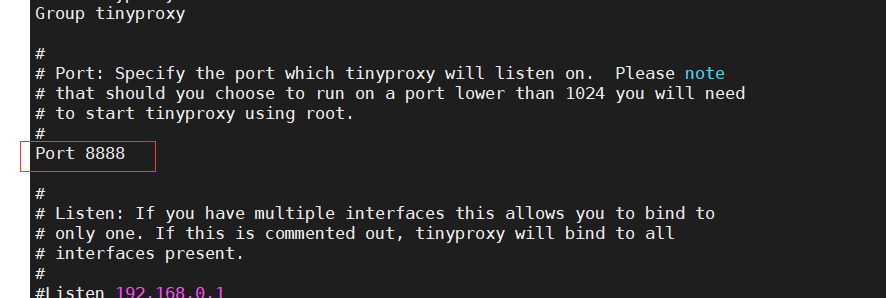 Group tinyproxy
#
# Port: Specify the port which tinyproxy will listen on.  Please note
# that should you choose to run on a port lower than 1024 you will need
# to start tinyproxy using root.
#
Port 8888
#
# Listen: If you have multiple interfaces this allows you to bind to
# only one. If this is commented out, tinyproxy will bind to all
# interfaces present.
#
#Listen 192.168.0.1